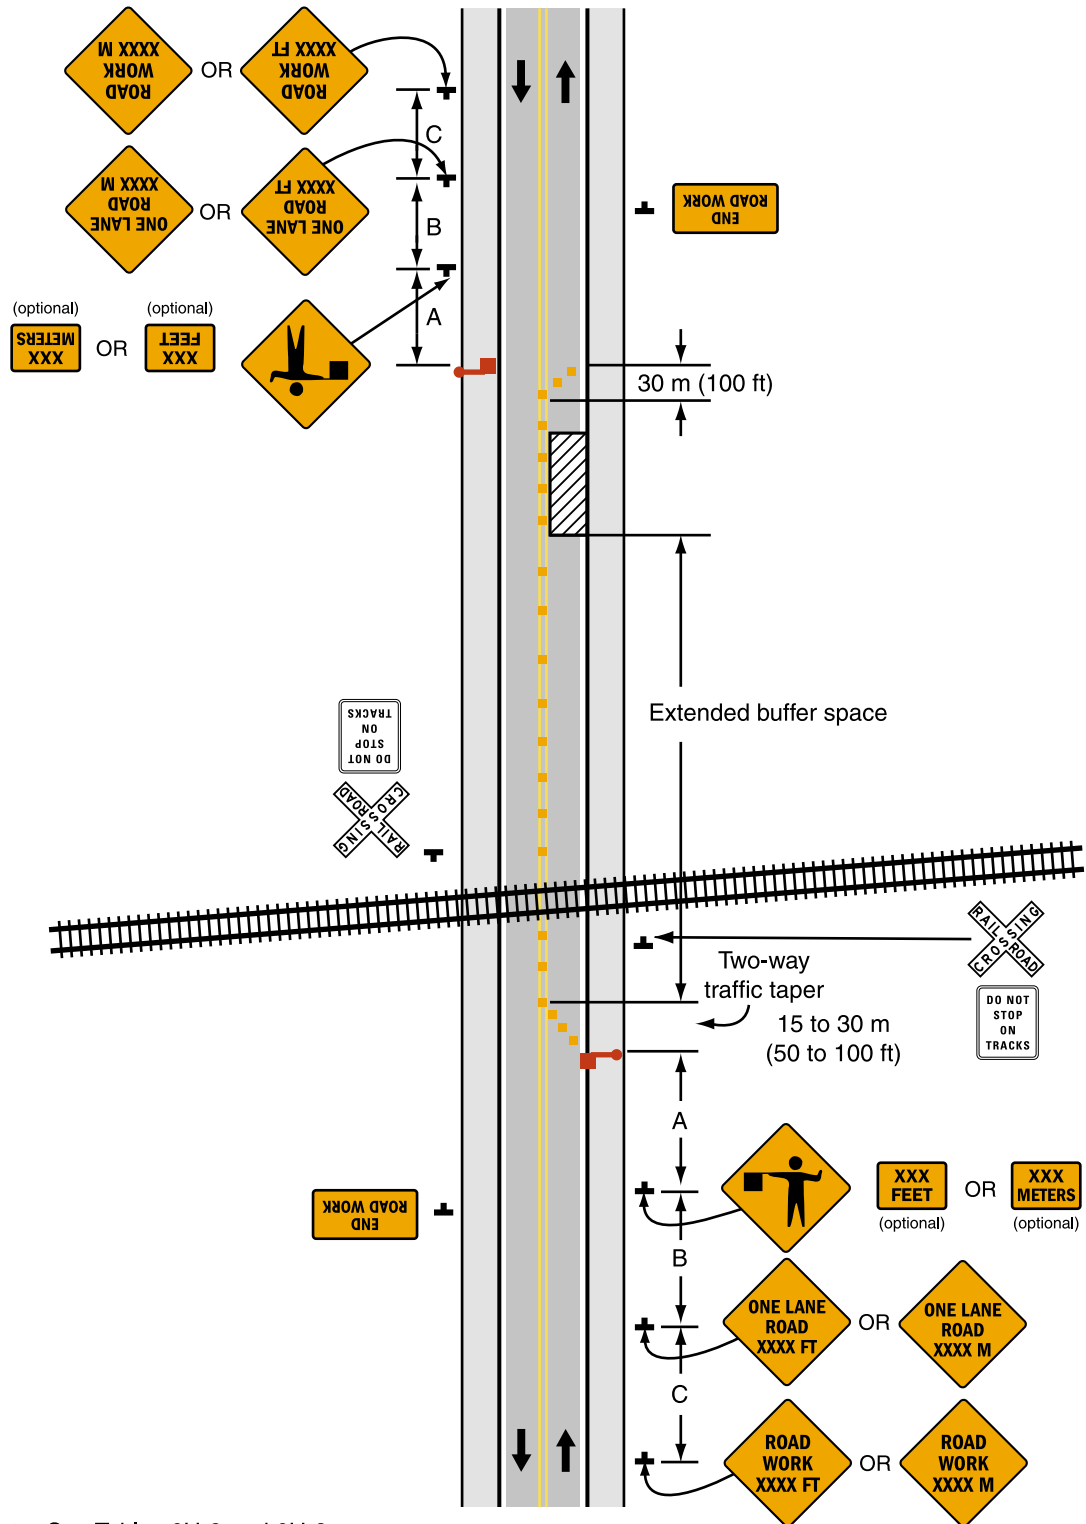 ROAD
WORK
XXXX M
OR
ROAD
WORK
XXXX FT
C
ONE LANE
ROAD
XXXX M
OR
ONE LANE
ROAD
XXXX FT
B
END
ROAD WORK
(optional)
XXX
METERS
OR
(optional)
XXX
FEET
A
30 m (100 ft)
Extended buffer space
DO NOT
STOP
ON
TRACKS
RAILROAD
CROSSING
RAILROAD
CROSSING
Two-way
traffic taper
DO NOT
STOP
ON
TRACKS
15 to 30 m
(50 to 100 ft)
A
XXX
FEET
(optional)
OR
XXX
METERS
(optional)
END
ROAD WORK
B
ONE LANE
ROAD
XXXX FT
OR
ONE LANE
ROAD
XXXX M
C
ROAD
WORK
XXXX FT
OR
ROAD
WORK
XXXX M